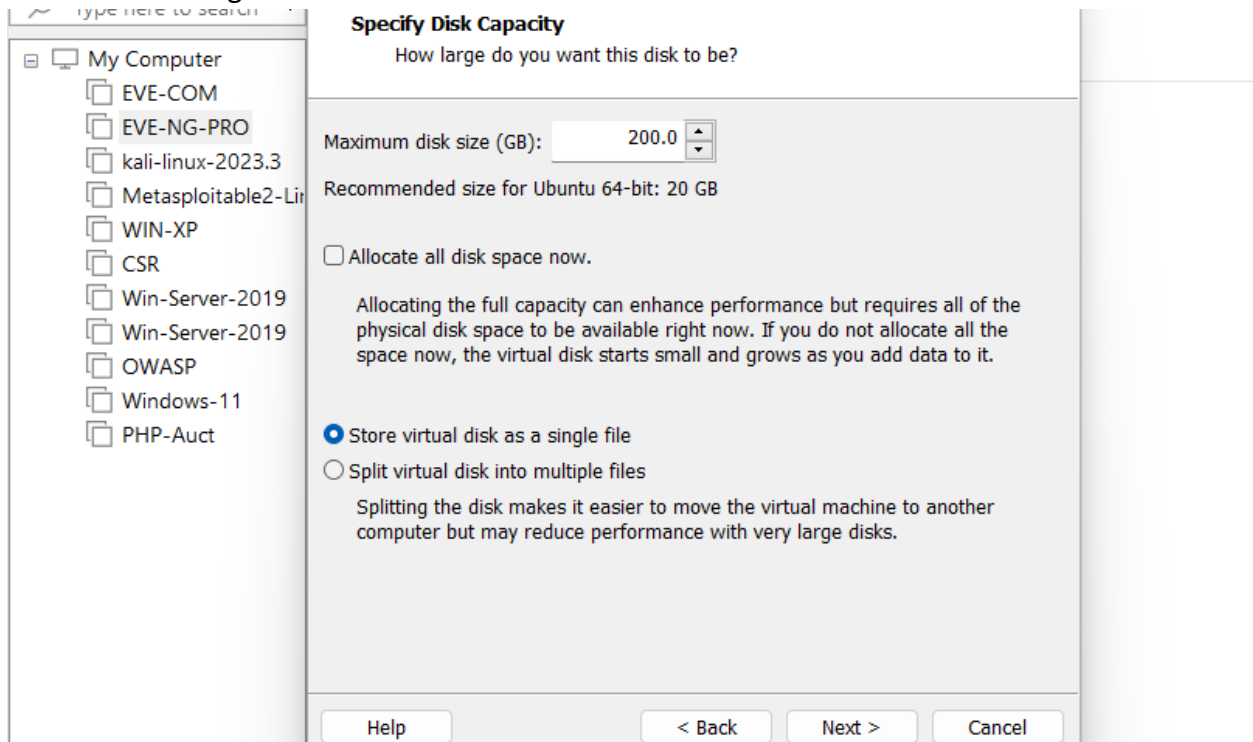 Type here to search
My Computer
EVE-COM
EVE-NG-PRO
kali-linux-2023.3
Metasploitable2-Lin
WIN-XP
CSR
Win-Server-2019
Win-Server-2019
OWASP
Windows-11
PHP-Auct
Specify Disk Capacity
How large do you want this disk to be?
Maximum disk size (GB): 200.0
Recommended size for Ubuntu 64-bit: 20 GB
Allocate all disk space now.
Allocating the full capacity can enhance performance but requires all of the
physical disk space to be available right now. If you do not allocate all the
space now, the virtual disk starts small and grows as you add data to it.
Store virtual disk as a single file
Split virtual disk into multiple files
Splitting the disk makes it easier to move the virtual machine to another
computer but may reduce performance with very large disks.
Help < Back Next > Cancel